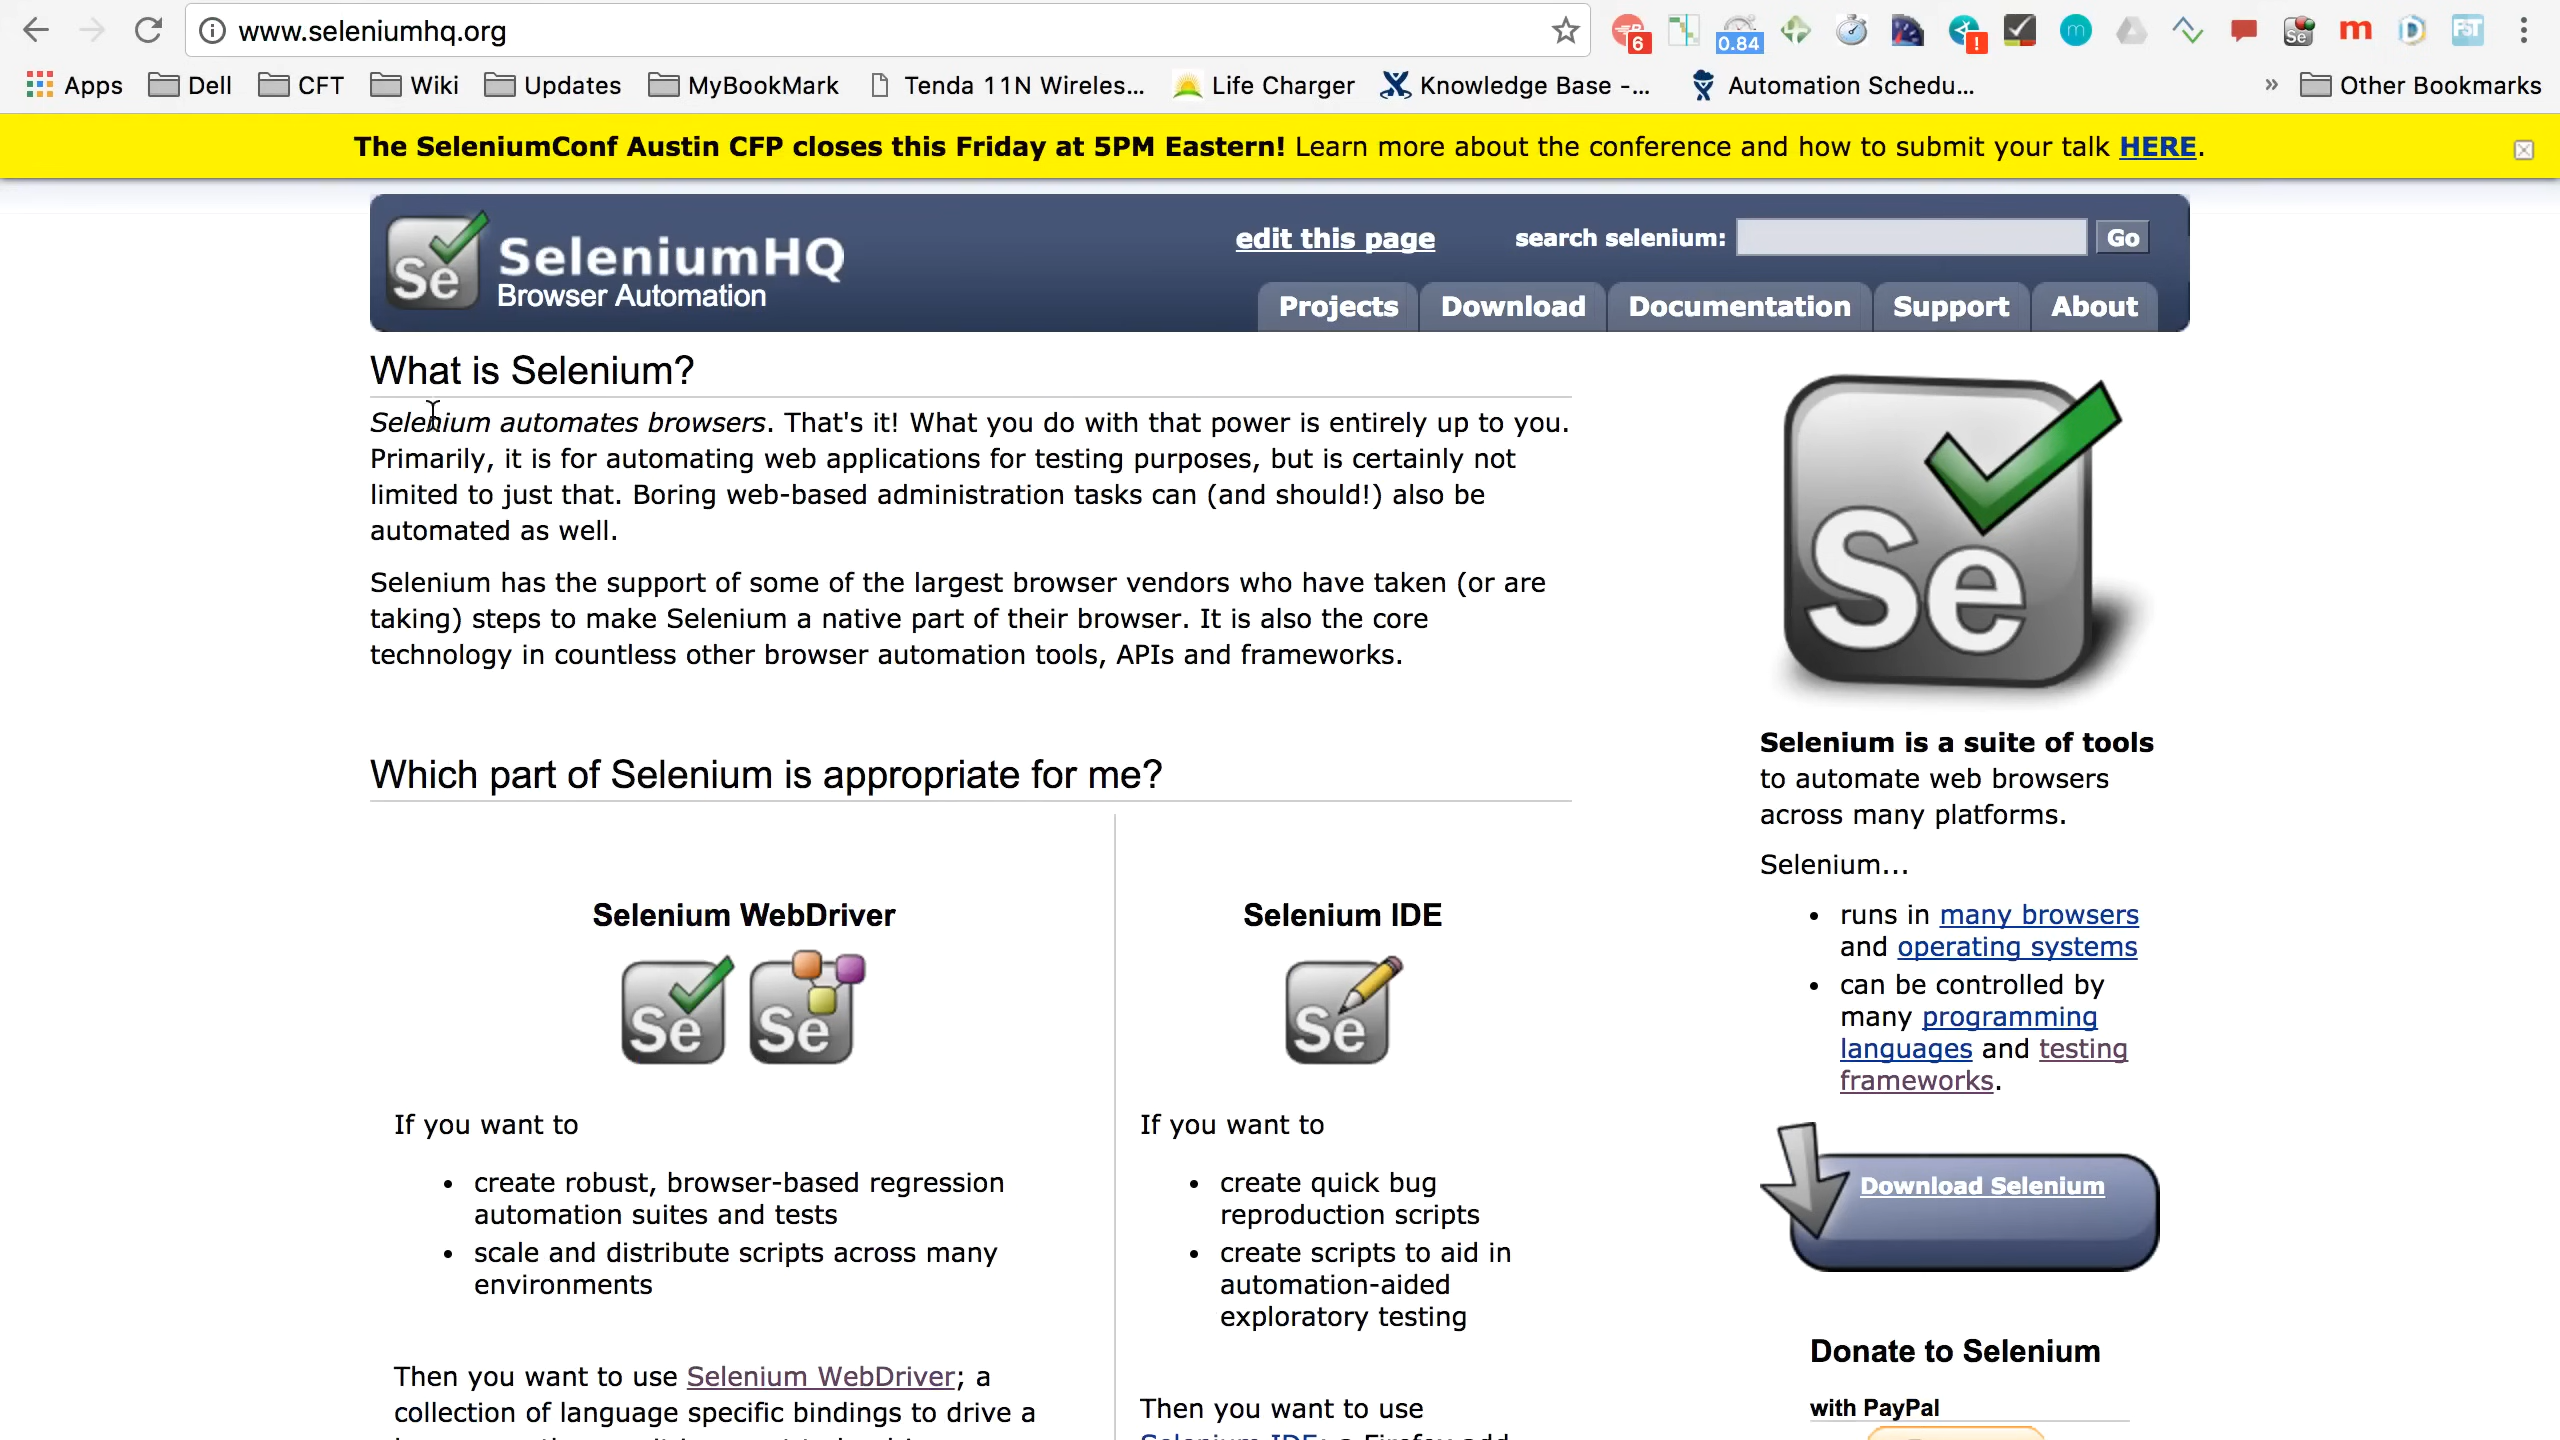 www.seleniumhq.org
6
0.84
!
m
Se
m
D
FST
Apps
Dell
CFT
Wiki
Updates
MyBookMark
Tenda 11N Wireles...
Life Charger
Knowledge Base -...
Automation Schedu...
»
Other Bookmarks
The SeleniumConf Austin CFP closes this Friday at 5PM Eastern! Learn more about the conference and how to submit your talk HERE.
Se
SeleniumHQ
Browser Automation
edit this page
search selenium:
Go
Projects
Download
Documentation
Support
About
What is Selenium?
Selenium automates browsers. That's it! What you do with that power is entirely up to you.
Primarily, it is for automating web applications for testing purposes, but is certainly not
limited to just that. Boring web-based administration tasks can (and should!) also be
automated as well.
Selenium has the support of some of the largest browser vendors who have taken (or are
taking) steps to make Selenium a native part of their browser. It is also the core
technology in countless other browser automation tools, APIs and frameworks.
Which part of Selenium is appropriate for me?
Selenium WebDriver
Se
Se
If you want to
• create robust, browser-based regression
automation suites and tests
• scale and distribute scripts across many
environments
Then you want to use Selenium WebDriver; a
collection of language specific bindings to drive a
Selenium IDE
Se
If you want to
• create quick bug
reproduction scripts
• create scripts to aid in
automation-aided
exploratory testing
Then you want to use
Se
Selenium is a suite of tools
to automate web browsers
across many platforms.
Selenium...
• runs in many browsers
and operating systems
• can be controlled by
many programming
languages and testing
frameworks.
Download Selenium
Donate to Selenium
with PayPal